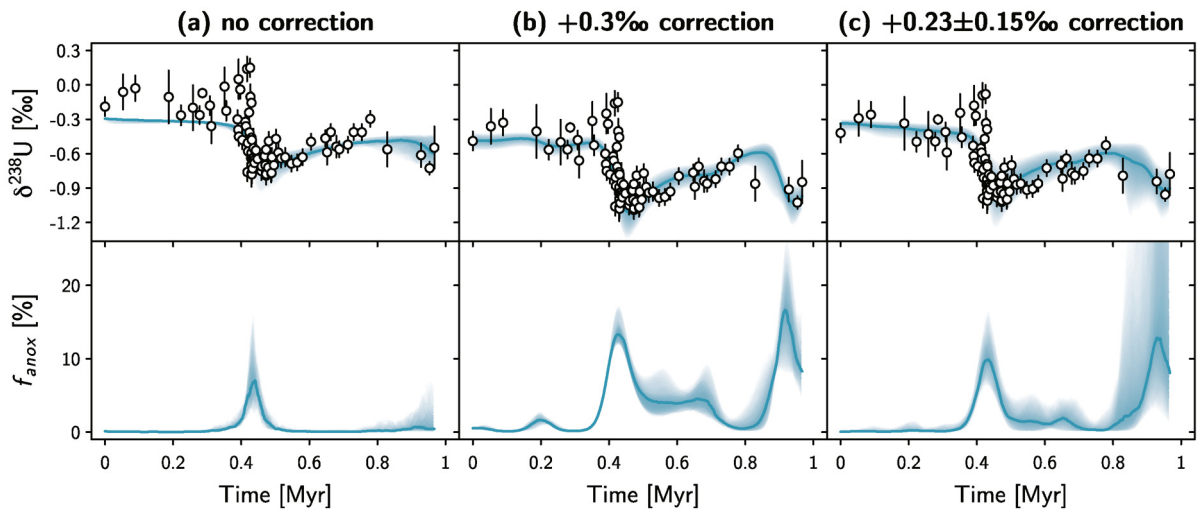 (a) no correction
(b) +0.3‰ correction
(c) +0.23±0.15‰ correction
δ²³⁸U [‰]
0.3
0.0
-0.3
-0.6
-0.9
-1.2
f_anox [%]
20
10
0
0 0.2 0.4 0.6 0.8 1
0 0.2 0.4 0.6 0.8 1
0 0.2 0.4 0.6 0.8 1
Time [Myr]
Time [Myr]
Time [Myr]